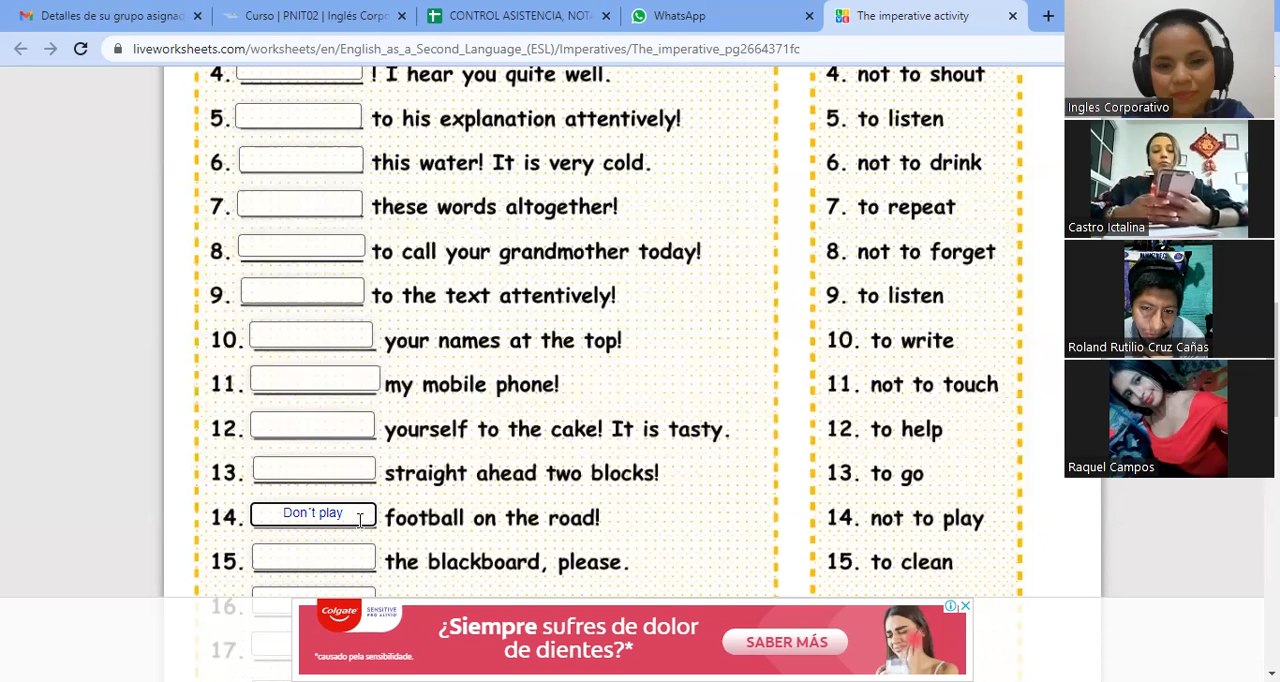 Detalles de su grupo asignad
Curso | PNIT02 | Inglés Corpo
CONTROL ASISTENCIA, NOTA
WhatsApp
The imperative activity
liveworksheets.com/worksheets/en/English_as_a_Second_Language_(ESL)/Imperatives/The_imperative_pg2664371fc
4. ! I hear you quite well. 4. not to shout
5. to his explanation attentively! 5. to listen
6. this water! It is very cold. 6. not to drink
7. these words altogether! 7. to repeat
8. to call your grandmother today! 8. not to forget
9. to the text attentively! 9. to listen
10. your names at the top! 10. to write
11. my mobile phone! 11. not to touch
12. yourself to the cake! It is tasty. 12. to help
13. straight ahead two blocks! 13. to go
14. Don´t play football on the road! 14. not to play
15. the blackboard, please. 15. to clean
16.
17.
Colgate
SENSITIVE
PRO ALIVIO
*causado pela sensibilidade.
¿Siempre sufres de dolor
de dientes?*
SABER MÁS
Ingles Corporativo
Castro Ictalina
Roland Rutilio Cruz Cañas
Raquel Campos